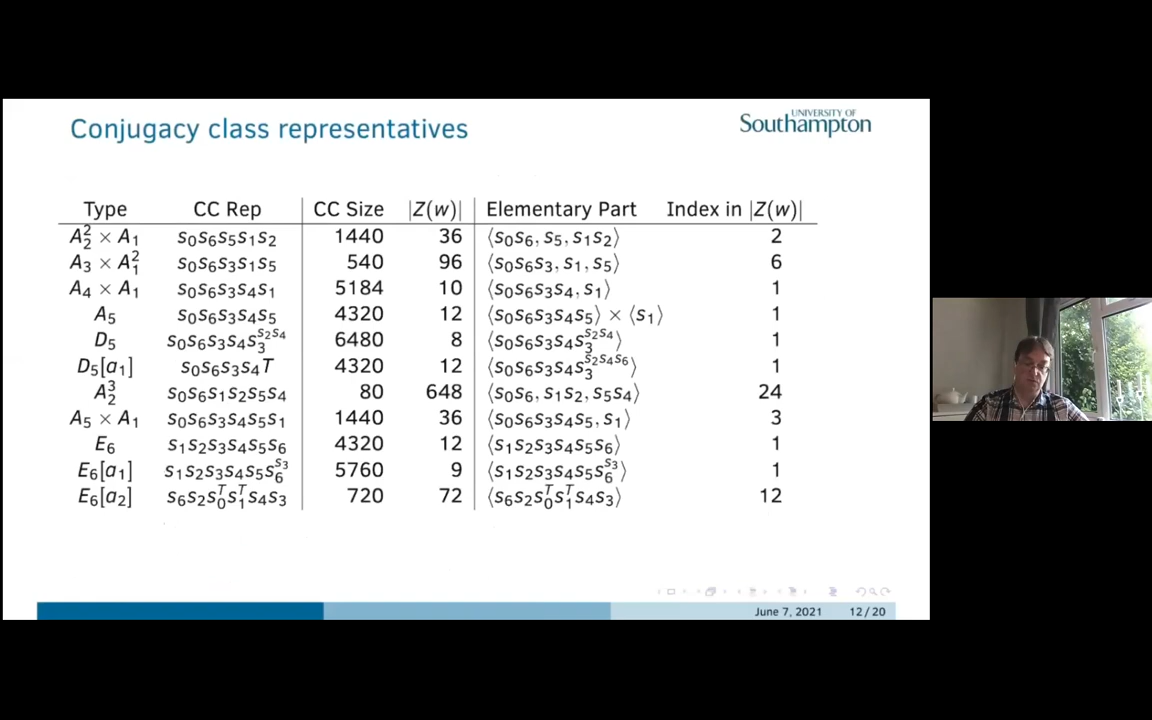 Conjugacy class representatives
UNIVERSITY OF
Southampton
Type CC Rep CC Size |Z(w)| Elementary Part Index in |Z(w)|
A₂² × A₁ s₀s₆s₅s₁s₂ 1440 36 ⟨s₀s₆, s₅, s₁s₂⟩ 2
A₃ × A₁² s₀s₆s₃s₁s₅ 540 96 ⟨s₀s₆s₃, s₁, s₅⟩ 6
A₄ × A₁ s₀s₆s₃s₄s₁ 5184 10 ⟨s₀s₆s₃s₄, s₁⟩ 1
A₅ s₀s₆s₃s₄s₅ 4320 12 ⟨s₀s₆s₃s₄s₅⟩ × ⟨s₁⟩ 1
D₅ s₀s₆s₃s₄s₃^{s₂s₄} 6480 8 ⟨s₀s₆s₃s₄s₃^{s₂s₄}⟩ 1
D₅[a₁] s₀s₆s₃s₄T 4320 12 ⟨s₀s₆s₃s₄s₃^{s₂s₄s₆}⟩ 1
A₂³ s₀s₆s₁s₂s₅s₄ 80 648 ⟨s₀s₆, s₁s₂, s₅s₄⟩ 24
A₅ × A₁ s₀s₆s₃s₄s₅s₁ 1440 36 ⟨s₀s₆s₃s₄s₅, s₁⟩ 3
E₆ s₁s₂s₃s₄s₅s₆ 4320 12 ⟨s₁s₂s₃s₄s₅s₆⟩ 1
E₆[a₁] s₁s₂s₃s₄s₅s₆^{s₃} 5760 9 ⟨s₁s₂s₃s₄s₅s₆^{s₃}⟩ 1
E₆[a₂] s₆s₂s₀^T s₁^T s₄s₃ 720 72 ⟨s₆s₂s₀^T s₁^T s₄s₃⟩ 12
June 7, 2021 12/20